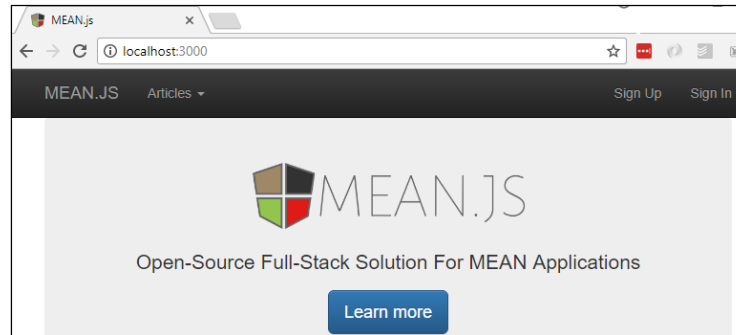 MEAN.js
localhost:3000
MEAN.JS Articles Sign Up Sign In
MEAN.JS
Open-Source Full-Stack Solution For MEAN Applications
Learn more